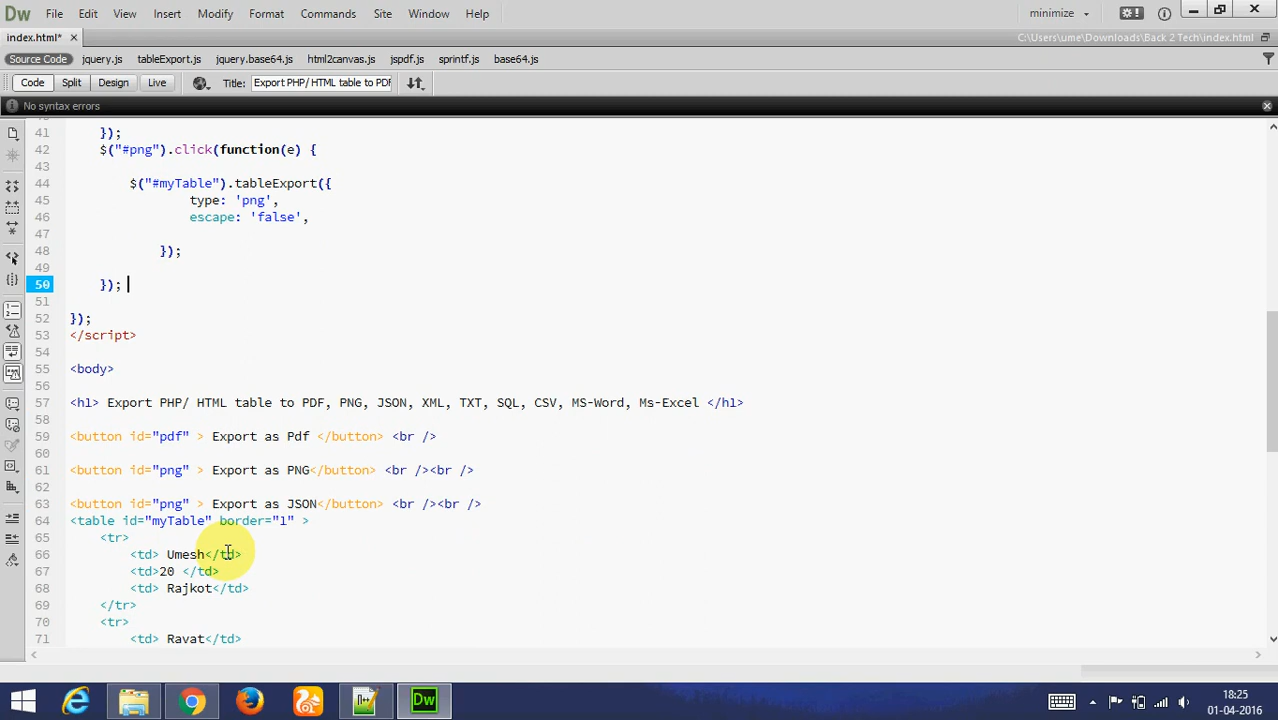 Dw File Edit View Insert Modify Format Commands Site Window Help minimize
index.html* C:\Users\ume\Downloads\Back 2 Tech\index.html
Source Code jquery.js tableExport.js jquery.base64.js html2canvas.js jspdf.js sprintf.js base64.js
Code Split Design Live Title: Export PHP/ HTML table to PDF
No syntax errors
41 });
42 $("#png").click(function(e) {
43
44 $("#myTable").tableExport({
45 type: 'png',
46 escape: 'false',
47
48 });
49
50 });
51
52 });
53 </script>
54
55 <body>
56
57 <h1> Export PHP/ HTML table to PDF, PNG, JSON, XML, TXT, SQL, CSV, MS-Word, Ms-Excel </h1>
58
59 <button id="pdf" > Export as Pdf </button> <br />
60
61 <button id="png" > Export as PNG</button> <br /><br />
62
63 <button id="png" > Export as JSON</button> <br /><br />
64 <table id="myTable" border="1" >
65 <tr>
66 <td> Umesh</td>
67 <td>20 </td>
68 <td> Rajkot</td>
69 </tr>
70 <tr>
71 <td> Ravat</td>
Dw
18:25
01-04-2016